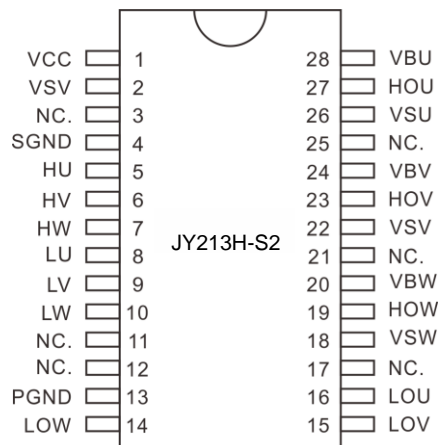 VCC 1 28 VBU
VSV 2 27 HOU
NC. 3 26 VSU
SGND 4 25 NC.
HU 5 24 VBV
HV 6 23 HOV
HW 7 22 VSV
JY213H-S2
LU 8 21 NC.
LV 9 20 VBW
LW 10 19 HOW
NC. 11 18 VSW
NC. 12 17 NC.
PGND 13 16 LOU
LOW 14 15 LOV